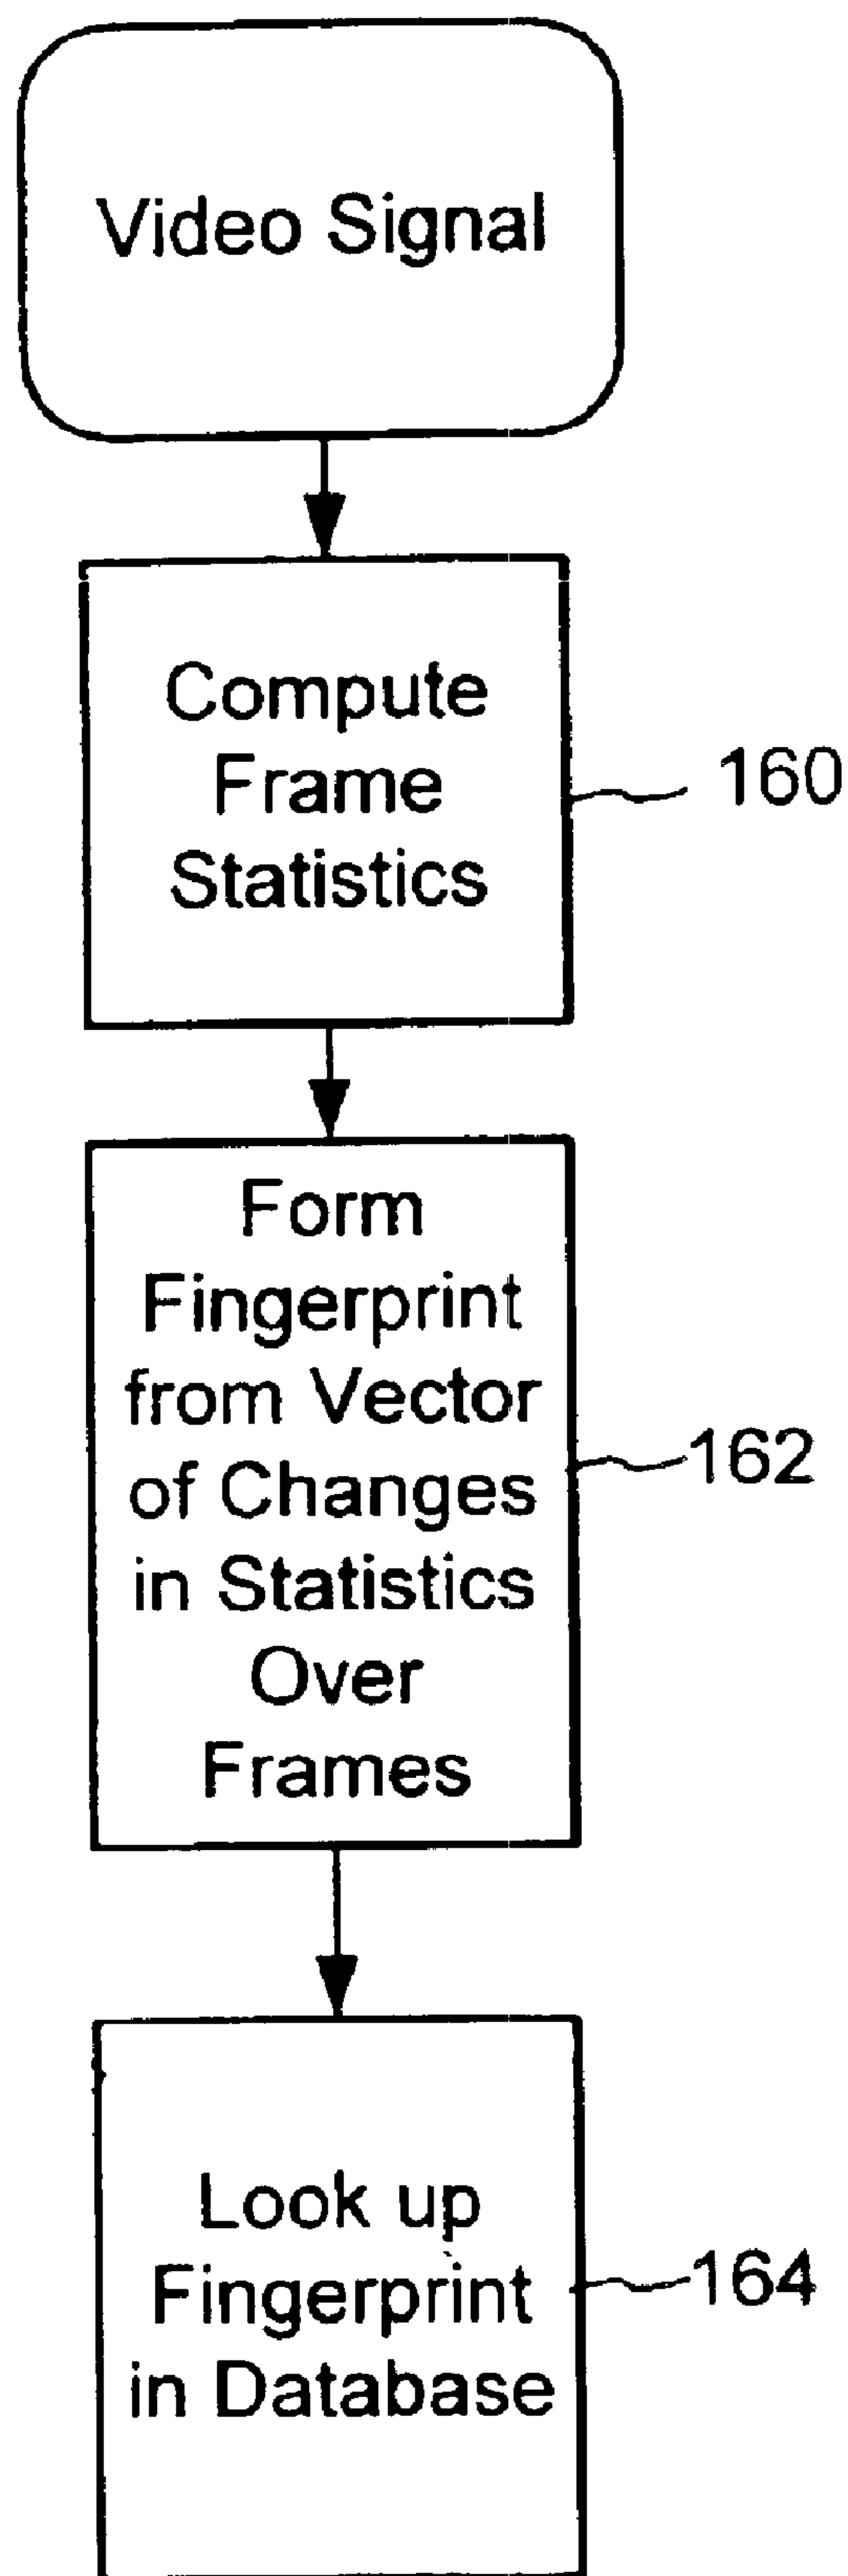 Video Signal
Compute
Frame
Statistics
160
Form
Fingerprint
from Vector
of Changes
in Statistics
Over
Frames
162
Look up
Fingerprint
in Database
164